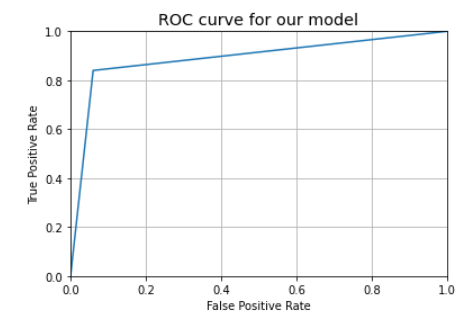 ROC curve for our model
1.0
0.8
0.6
0.4
0.2
0.0
True Positive Rate
0.0 0.2 0.4 0.6 0.8 1.0
False Positive Rate